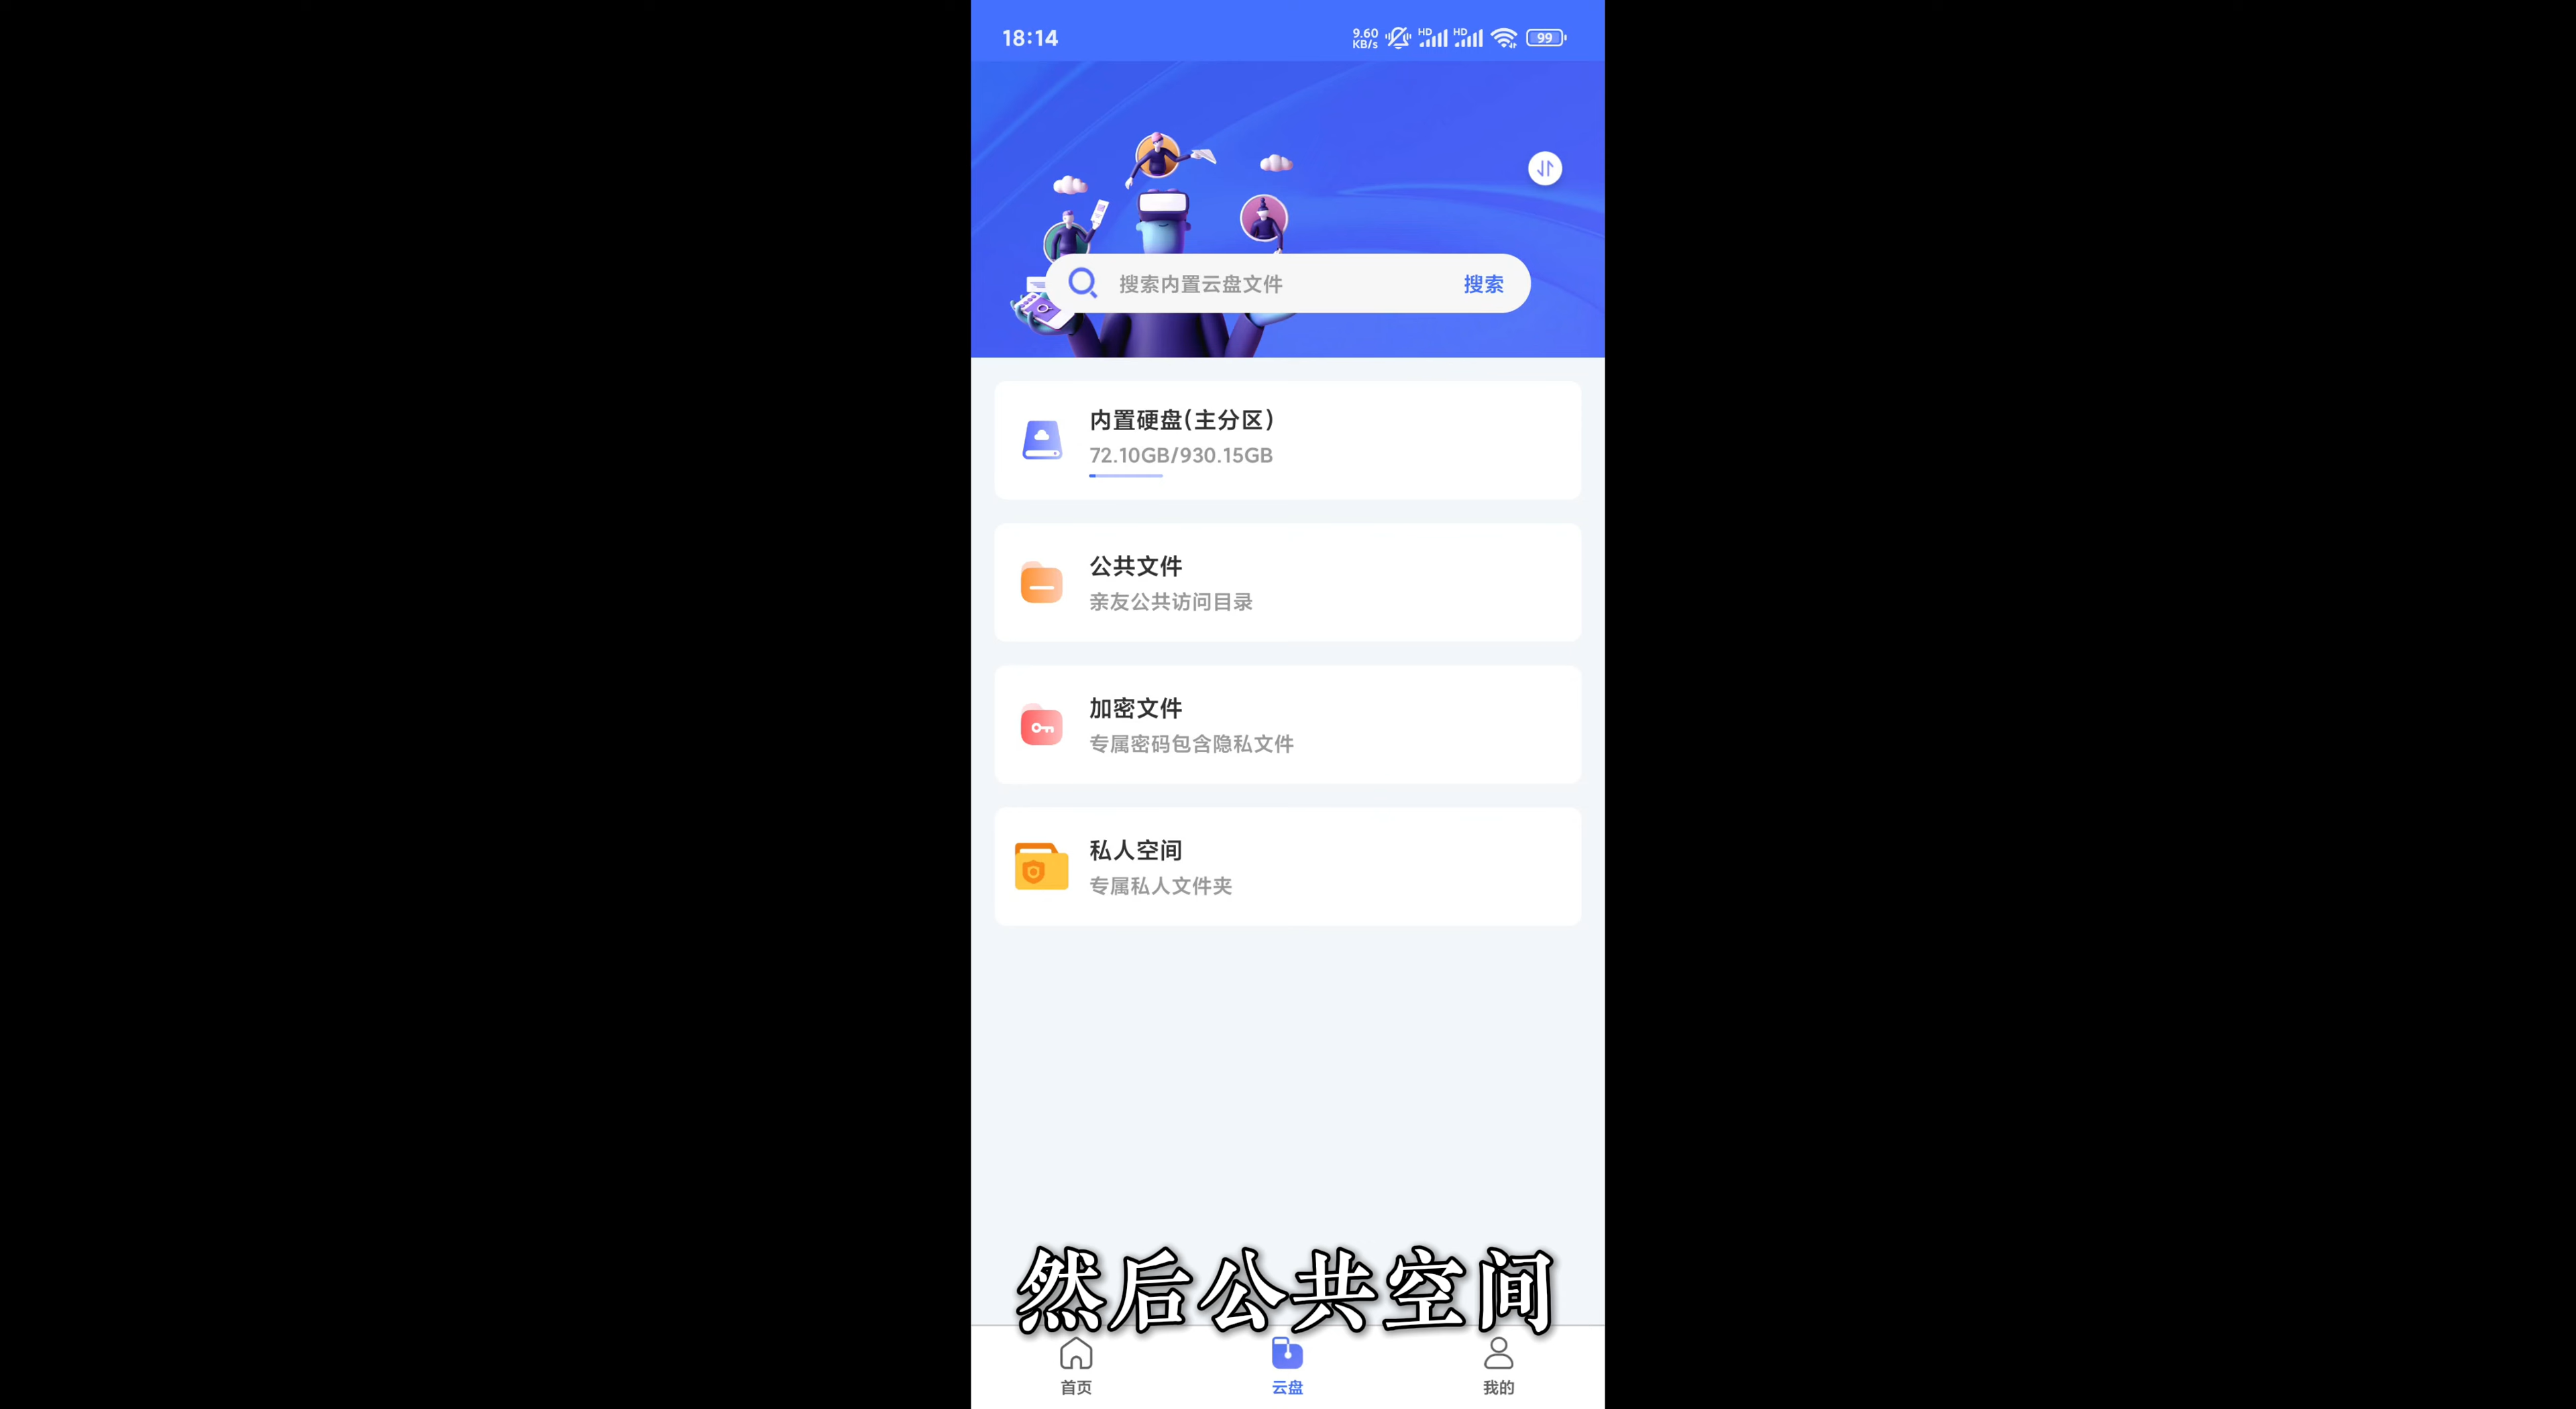 18:14
9.60
KB/s
HD
HD
99
搜索内置云盘文件
搜索
内置硬盘(主分区)
72.10GB/930.15GB
公共文件
亲友公共访问目录
加密文件
专属密码包含隐私文件
私人空间
专属私人文件夹
然后公共空间
首页
云盘
我的